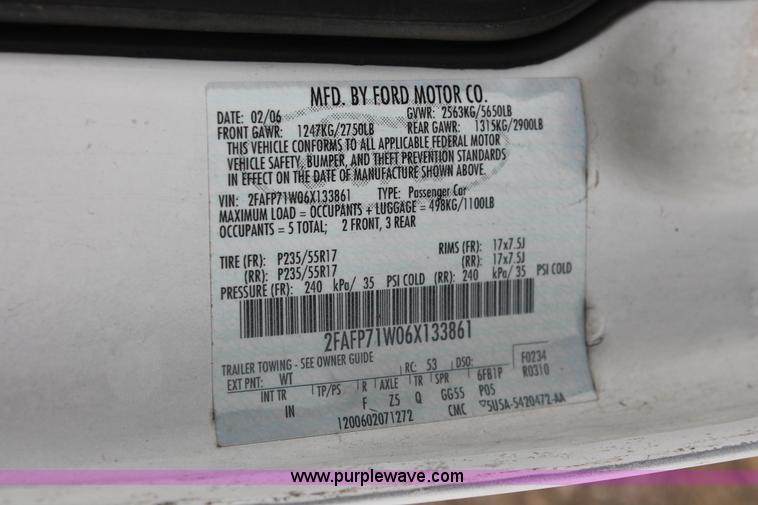 MFD. BY FORD MOTOR CO.
DATE: 02/06 GVWR: 2563KG/5650LB
FRONT GAWR: 1247KG/2750LB REAR GAWR: 1315KG/2900LB
THIS VEHICLE CONFORMS TO ALL APPLICABLE FEDERAL MOTOR
VEHICLE SAFETY, BUMPER, AND THEFT PREVENTION STANDARDS
IN EFFECT ON THE DATE OF MANUFACTURE SHOWN ABOVE.
VIN: 2FAFP71W06X133861 TYPE: Passenger Car
MAXIMUM LOAD = OCCUPANTS + LUGGAGE = 498KG/1100LB
OCCUPANTS = 5 TOTAL; 2 FRONT, 3 REAR
TIRE (FR): P235/55R17 RIMS (FR): 17x7.5J
(RR): P235/55R17 (RR): 17x7.5J
PRESSURE (FR): 240 kPa/ 35 PSI COLD (RR): 240 kPa/ 35 PSI COLD
2FAFP71W06X133861
TRAILER TOWING - SEE OWNER GUIDE
EXT PNT: WT RC: 53 DSO: F0234
INT TR TP/PS R AXLE TR SPR 6FB1P R0310
IN F Z5 Q GG55 P05
1200602071272 CMC 5U5A-5420472-AA
www.purplewave.com